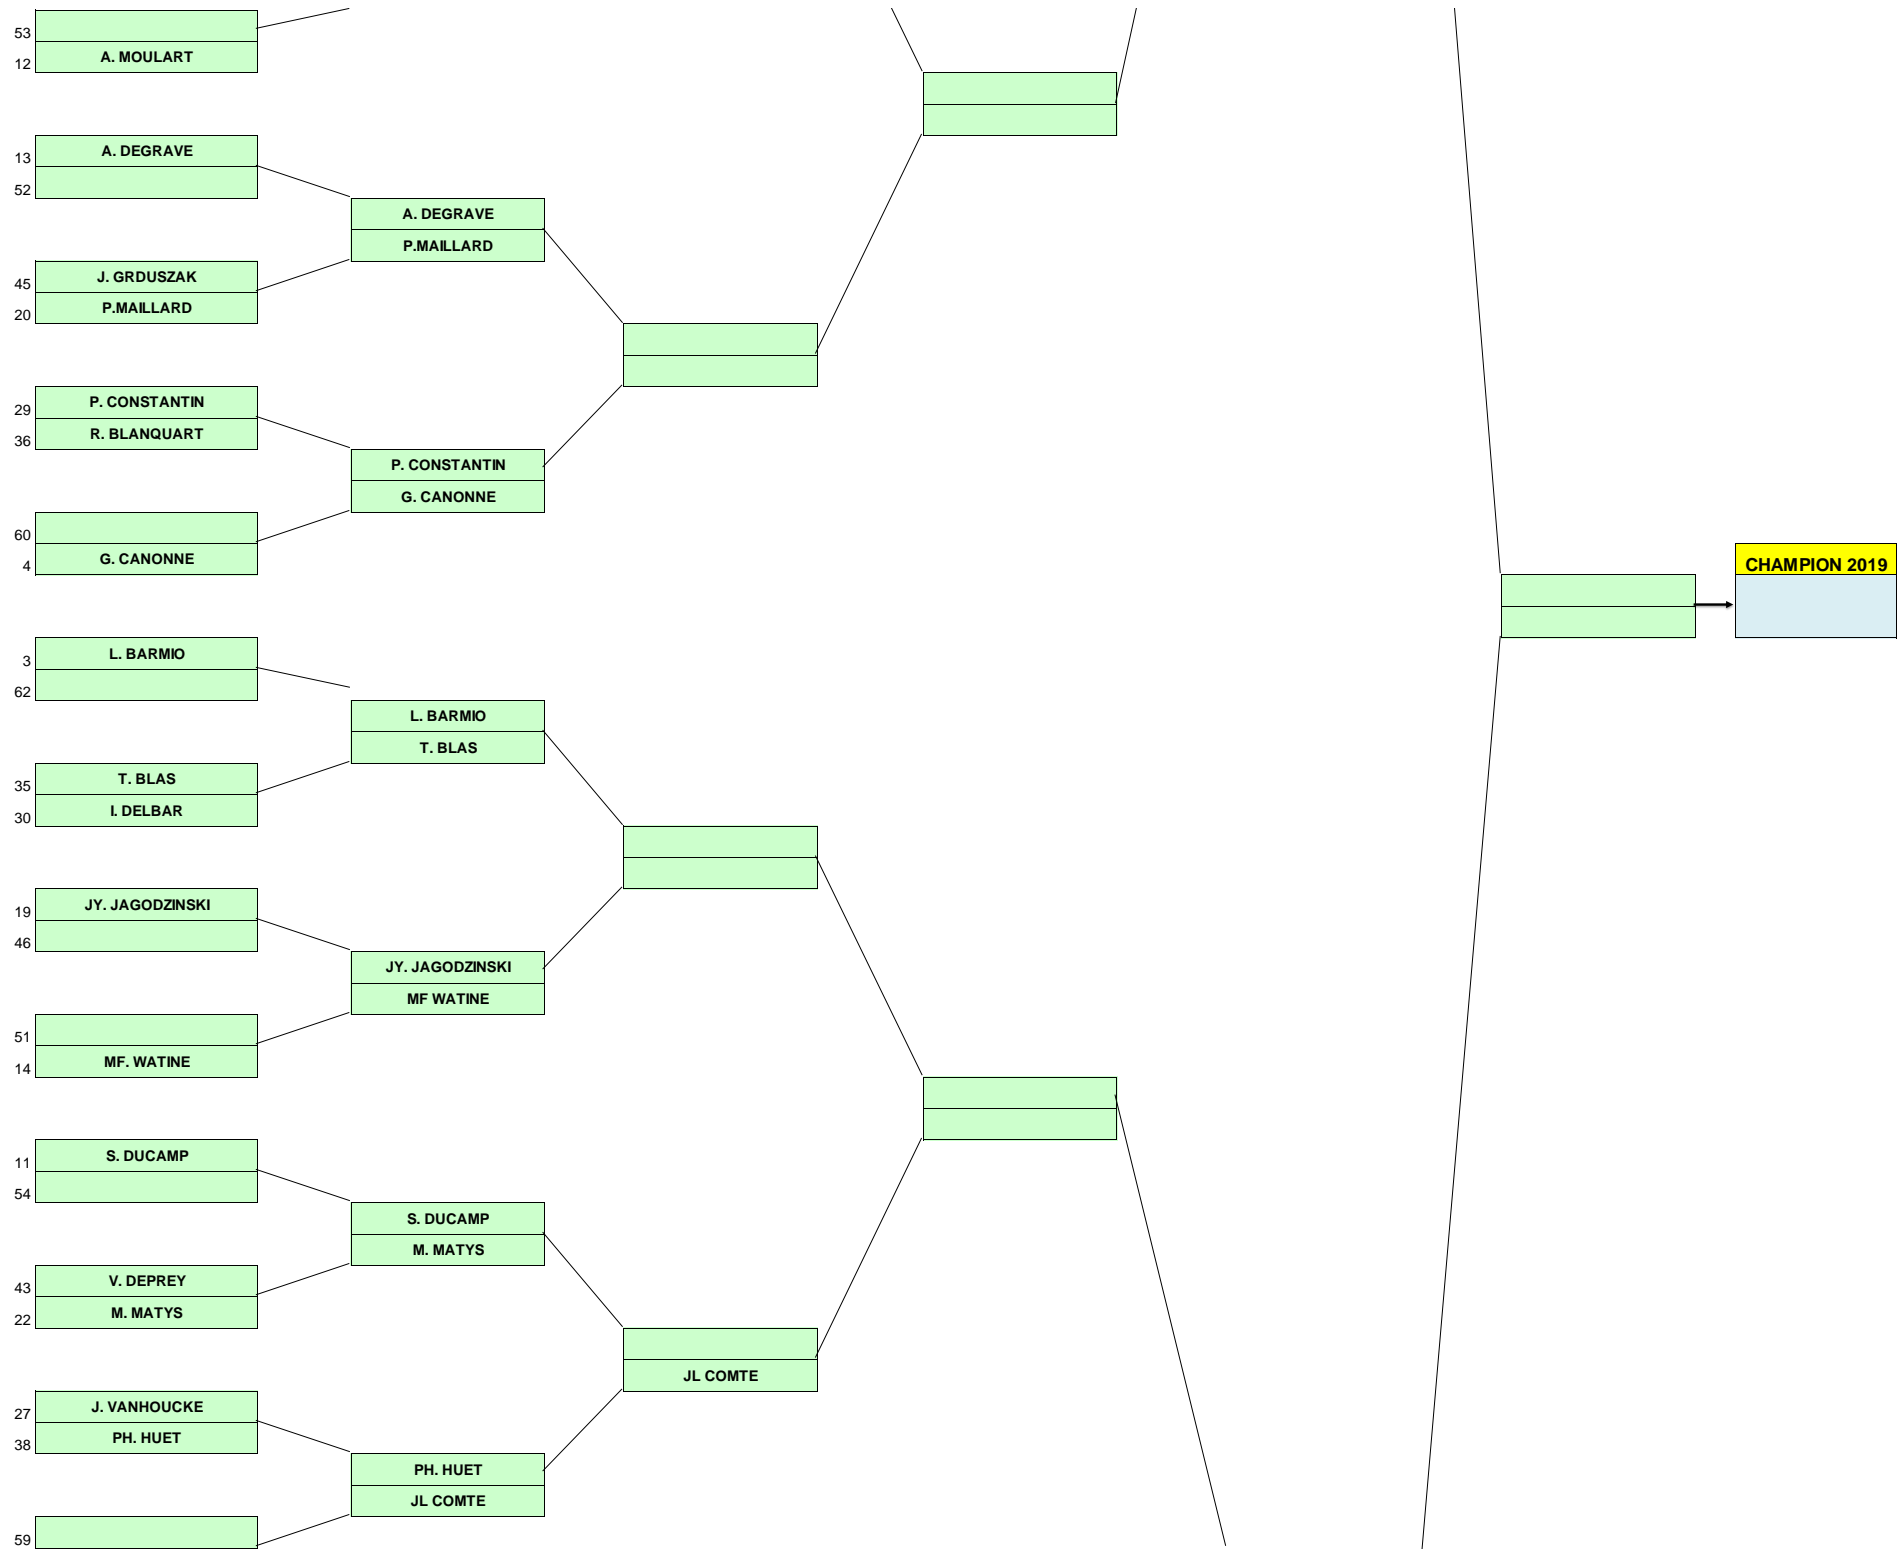 53
12 A. MOULART
13 A. DEGRAVE
52
A. DEGRAVE
P.MAILLARD
45 J. GRDUSZAK
20 P.MAILLARD
29 P. CONSTANTIN
36 R. BLANQUART
P. CONSTANTIN
G. CANONNE
60
4 G. CANONNE
CHAMPION 2019
3 L. BARMIO
62
L. BARMIO
T. BLAS
35 T. BLAS
30 I. DELBAR
19 JY. JAGODZINSKI
46
JY. JAGODZINSKI
MF WATINE
51
14 MF. WATINE
11 S. DUCAMP
54
S. DUCAMP
M. MATYS
43 V. DEPREY
22 M. MATYS
JL COMTE
27 J. VANHOUCKE
38 PH. HUET
PH. HUET
JL COMTE
59